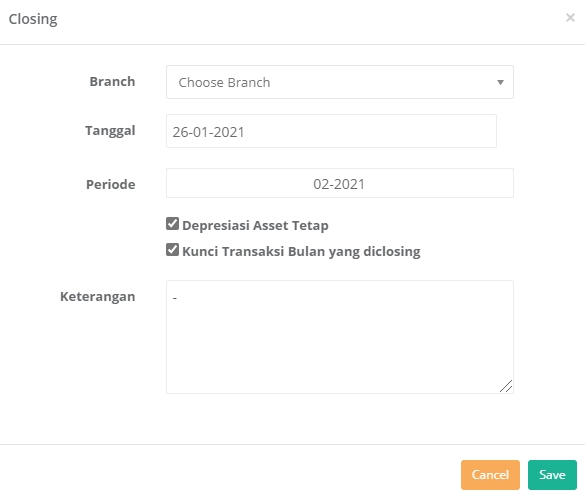 Closing
×
Branch
Choose Branch
Tanggal
26-01-2021
Periode
02-2021
Depresiasi Asset Tetap
Kunci Transaksi Bulan yang diclosing
Keterangan
-
Cancel
Save